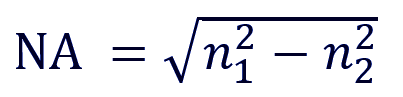 NA = √(n₁² − n₂²)